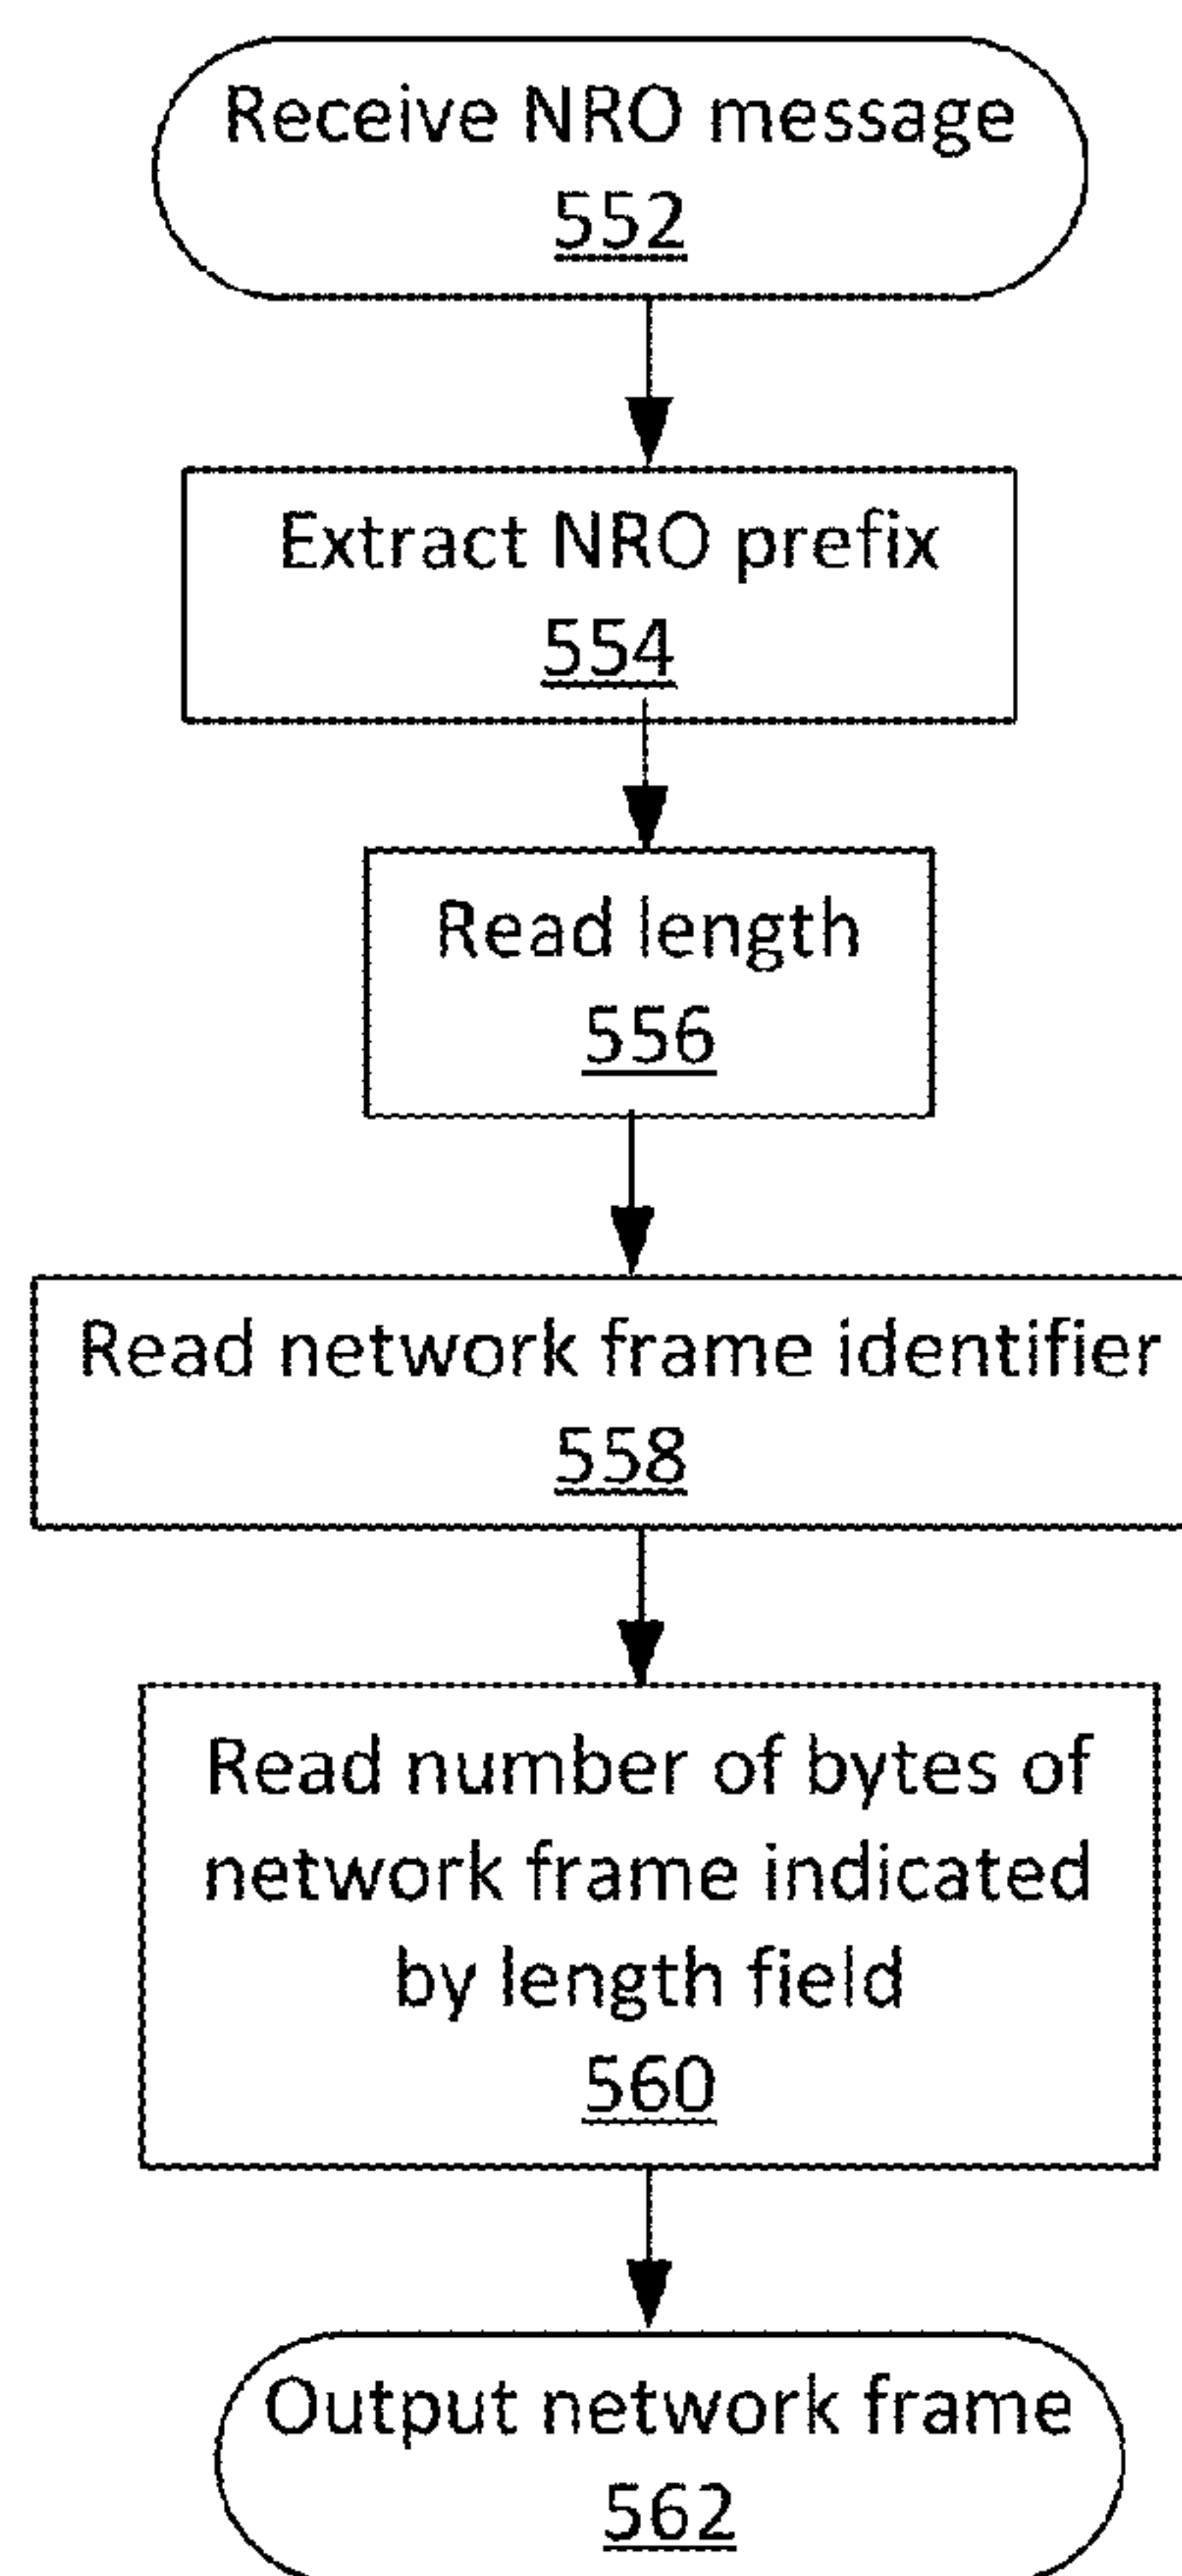 Receive NRO message
552
Extract NRO prefix
554
Read length
556
Read network frame identifier
558
Read number of bytes of
network frame indicated
by length field
560
Output network frame
562